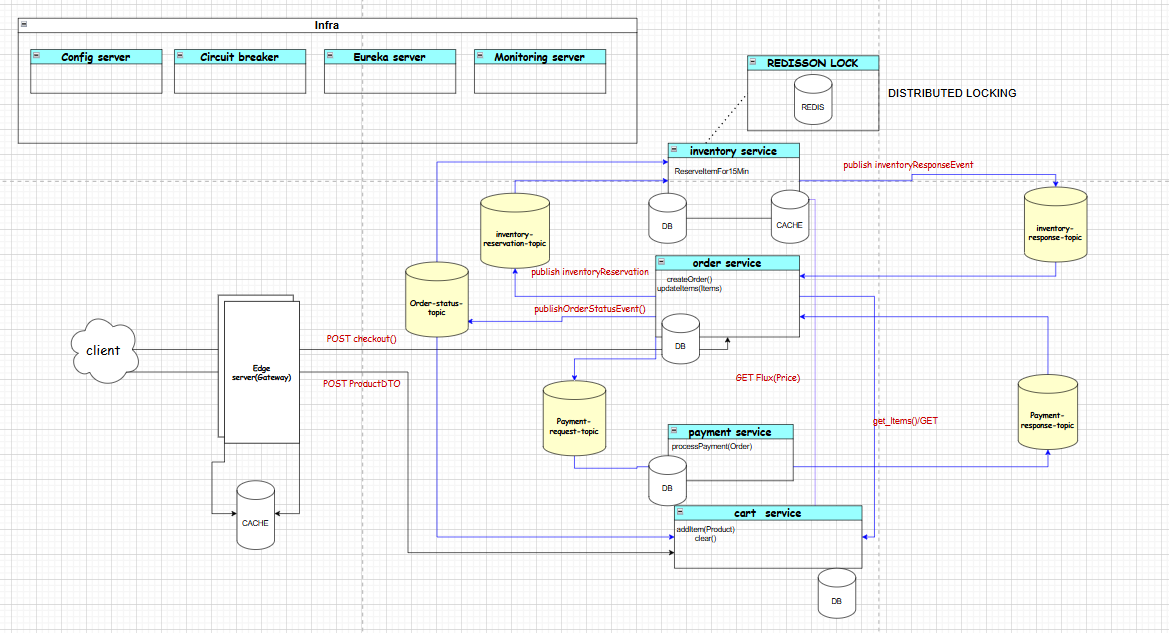 Infra
Config server
Circuit breaker
Eureka server
Monitoring server
REDISSON LOCK
REDIS
DISTRIBUTED LOCKING
inventory service
ReserveItemFor15Min
DB
CACHE
publish inventoryResponseEvent
inventory-
response-topic
inventory-
reservation-topic
order service
createOrder()
updateItems(Items)
DB
publish inventoryReservation
publishOrderStatusEvent()
Order-status-
topic
client
Edge
server(Gateway)
POST checkout()
POST ProductDTO
GET Flux(Price)
Payment-
request-topic
payment service
processPayment(Order)
DB
get_Items()/GET
Payment-
response-topic
CACHE
cart service
addItem(Product)
clear()
DB